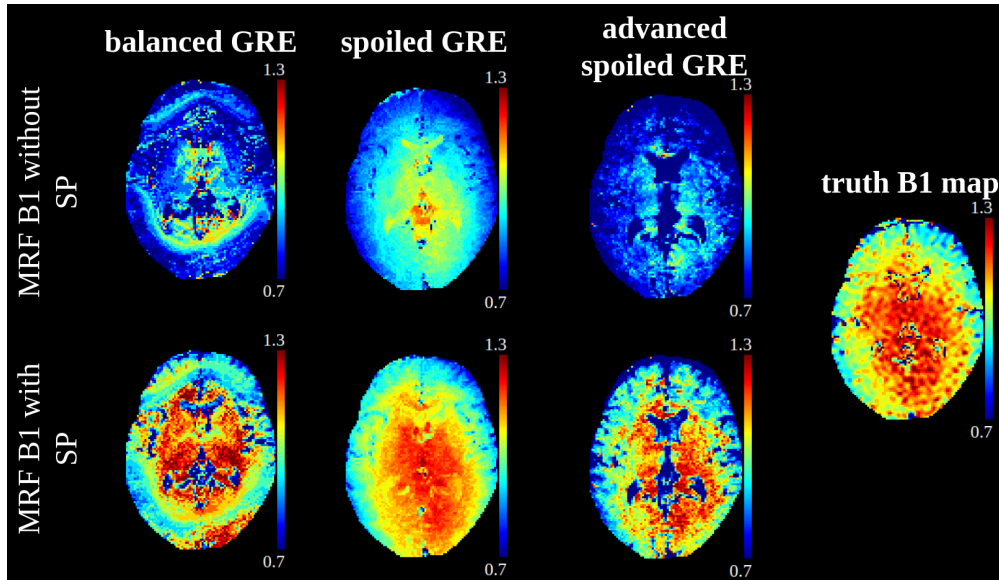 balanced GRE
spoiled GRE
advanced
spoiled GRE
MRF B1 without
SP
1.3
0.7
1.3
0.7
1.3
0.7
truth B1 map
1.3
0.7
MRF B1 with
SP
1.3
0.7
1.3
0.7
1.3
0.7